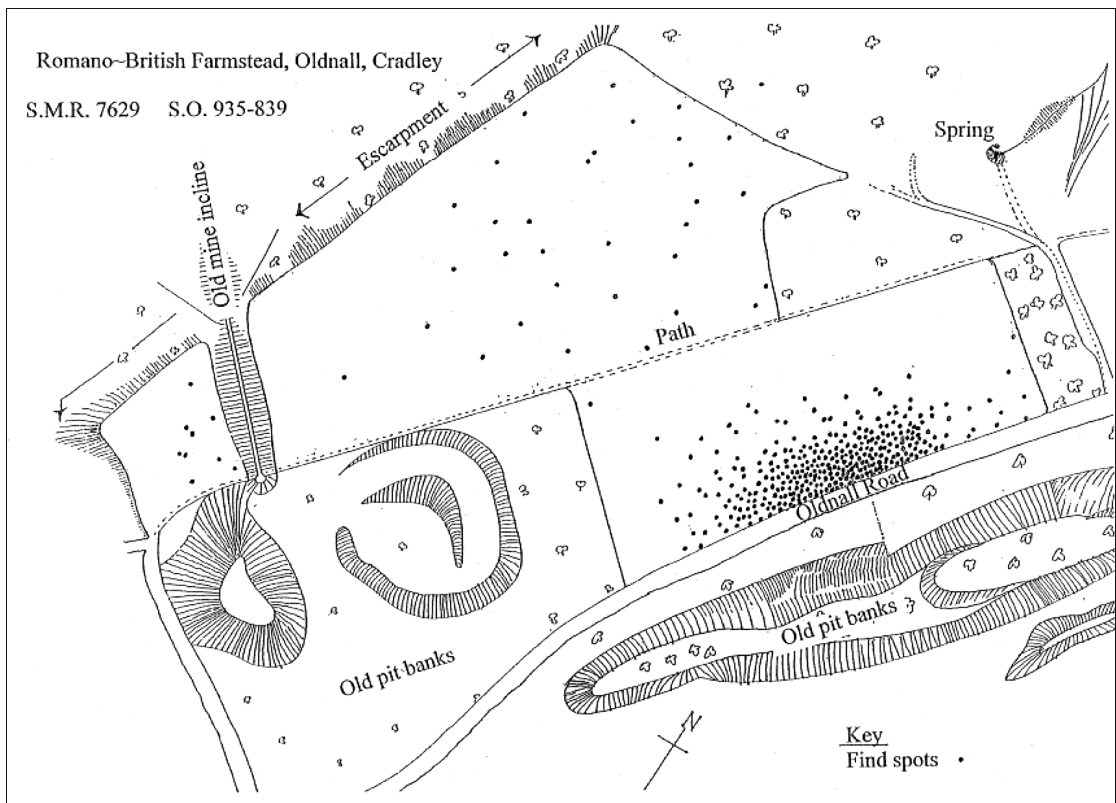 Romano~British Farmstead, Oldnall, Cradley
S.M.R. 7629 S.O. 935-839
Escarpment
Spring
Old mine incline
Path
Oldnall Road
Old pit banks
Old pit banks
N
Key
Find spots